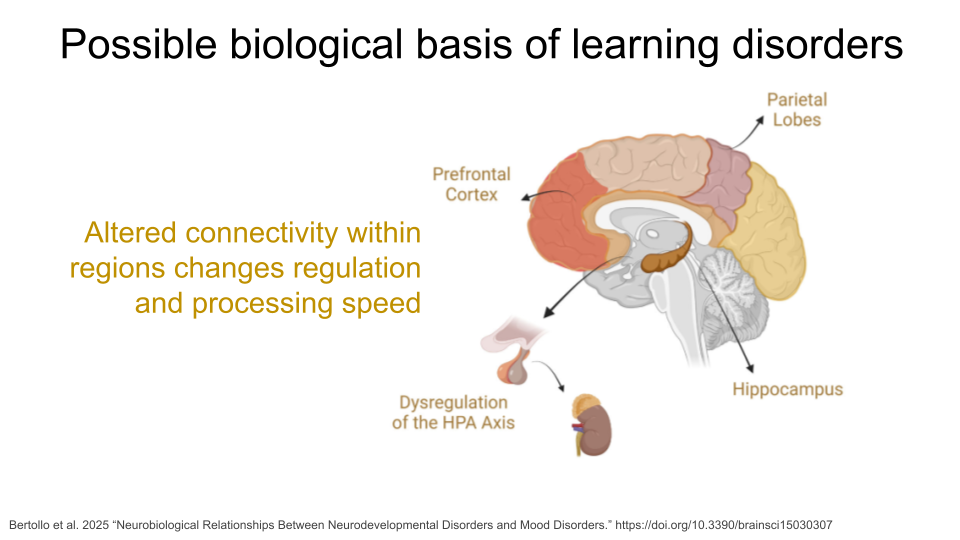 Possible biological basis of learning disorders
Parietal
Lobes
Prefrontal
Cortex
Altered connectivity within
regions changes regulation
and processing speed
Hippocampus
Dysregulation
of the HPA Axis
Bertollo et al. 2025 “Neurobiological Relationships Between Neurodevelopmental Disorders and Mood Disorders.” https://doi.org/10.3390/brainsci15030307